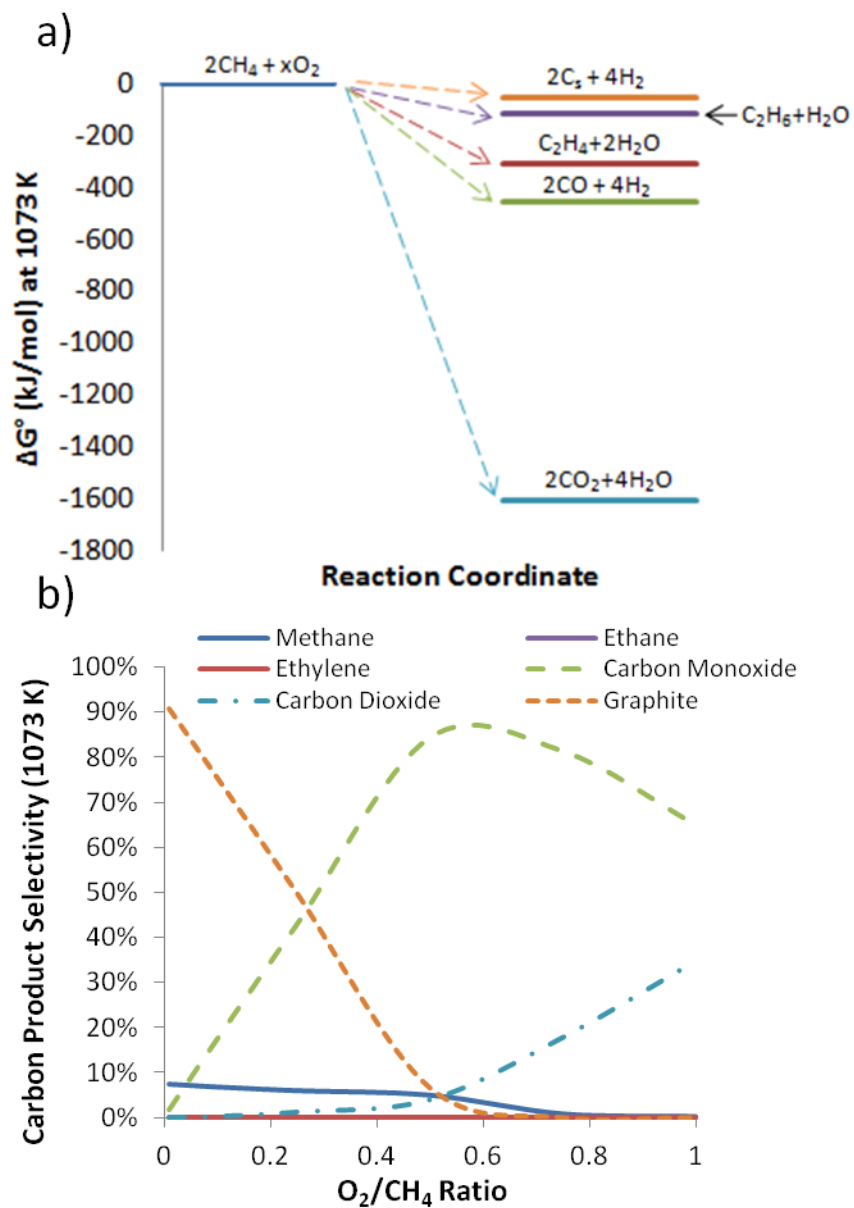 a)
2CH₄ + xO₂
2Cₛ + 4H₂
C₂H₆+H₂O
C₂H₄+2H₂O
2CO + 4H₂
2CO₂+4H₂O
0
-200
-400
-600
-800
-1000
-1200
-1400
-1600
-1800
ΔG° (kJ/mol) at 1073 K
Reaction Coordinate
b)
Methane
Ethane
Ethylene
Carbon Monoxide
Carbon Dioxide
Graphite
100%
90%
80%
70%
60%
50%
40%
30%
20%
10%
0%
Carbon Product Selectivity (1073 K)
0
0.2
0.4
0.6
0.8
1
O₂/CH₄ Ratio